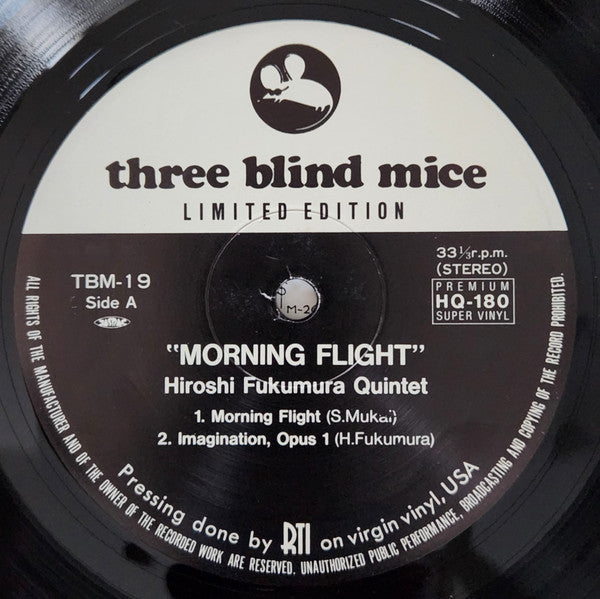 three blind mice
LIMITED EDITION
TBM-19
Side A
33 ⅓ r.p.m.
(STEREO)
PREMIUM
HQ-180
SUPER VINYL
"MORNING FLIGHT"
Hiroshi Fukumura Quintet
1. Morning Flight (S.Mukai)
2. Imagination, Opus 1 (H.Fukumura)
Pressing done by RTI on virgin vinyl, USA
ALL RIGHTS OF THE MANUFACTURER AND OF THE OWNER OF THE RECORDED WORK ARE RESERVED. UNAUTHORIZED PUBLIC PERFORMANCE, BROADCASTING AND COPYING OF THE RECORD PROHIBITED.